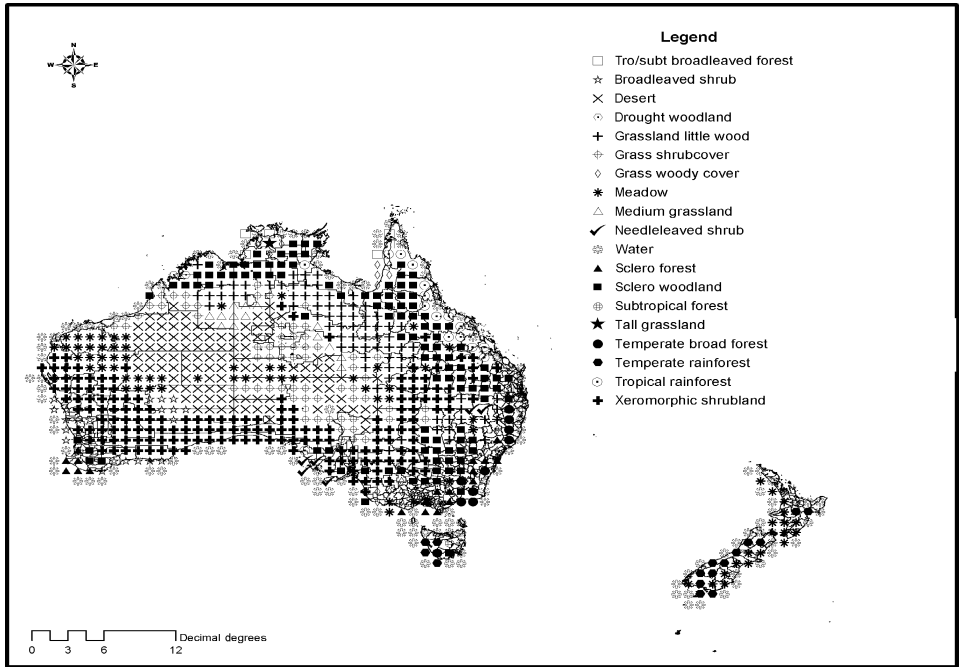 N
W E
S
Legend
Tro/subt broadleaved forest
Broadleaved shrub
Desert
Drought woodland
Grassland little wood
Grass shrubcover
Grass woody cover
Meadow
Medium grassland
Needleleaved shrub
Water
Sclero forest
Sclero woodland
Subtropical forest
Tall grassland
Temperate broad forest
Temperate rainforest
Tropical rainforest
Xeromorphic shrubland
Decimal degrees
0 3 6 12